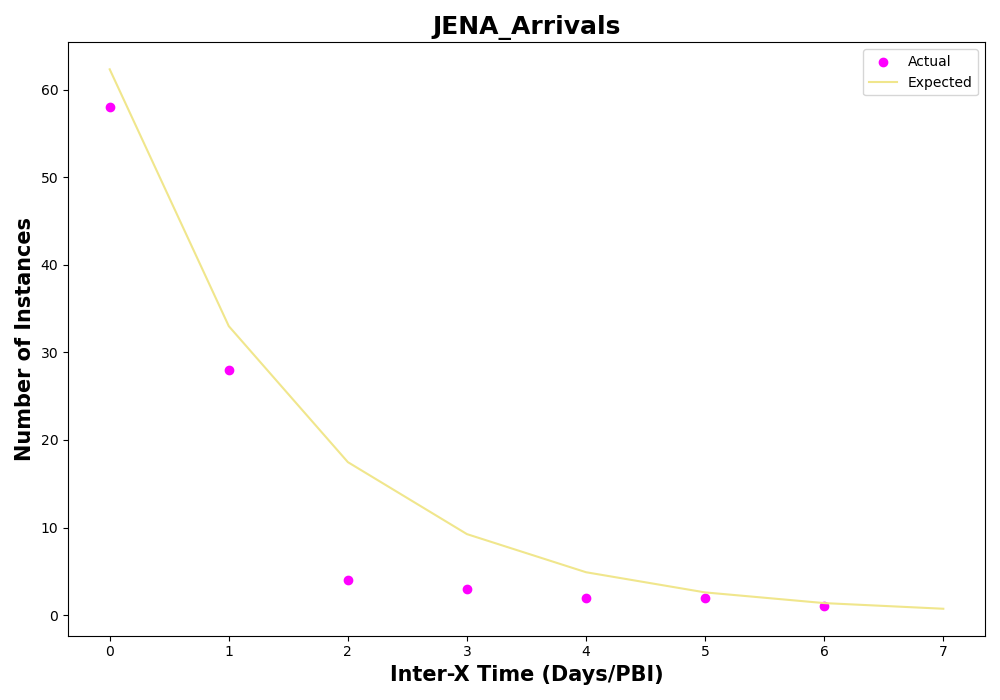 JENA_Arrivals
Actual
Expected
60
50
40
30
20
10
0
Number of Instances
0 1 2 3 4 5 6 7
Inter-X Time (Days/PBI)